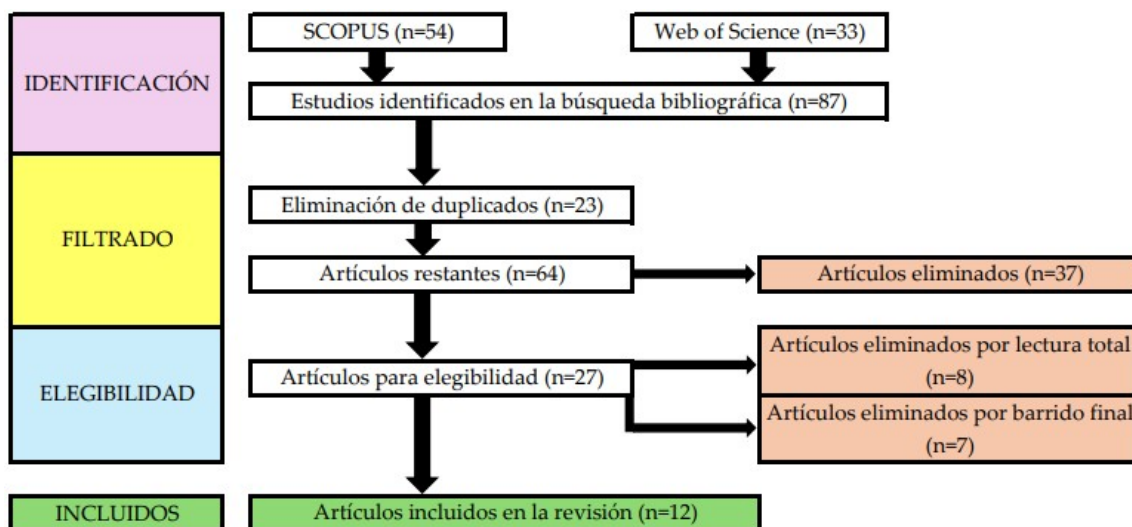 IDENTIFICACIÓN
SCOPUS (n=54)
Web of Science (n=33)
Estudios identificados en la búsqueda bibliográfica (n=87)
FILTRADO
Eliminación de duplicados (n=23)
Artículos restantes (n=64)
Artículos eliminados (n=37)
ELEGIBILIDAD
Artículos para elegibilidad (n=27)
Artículos eliminados por lectura total
(n=8)
Artículos eliminados por barrido final
(n=7)
INCLUIDOS
Artículos incluidos en la revisión (n=12)